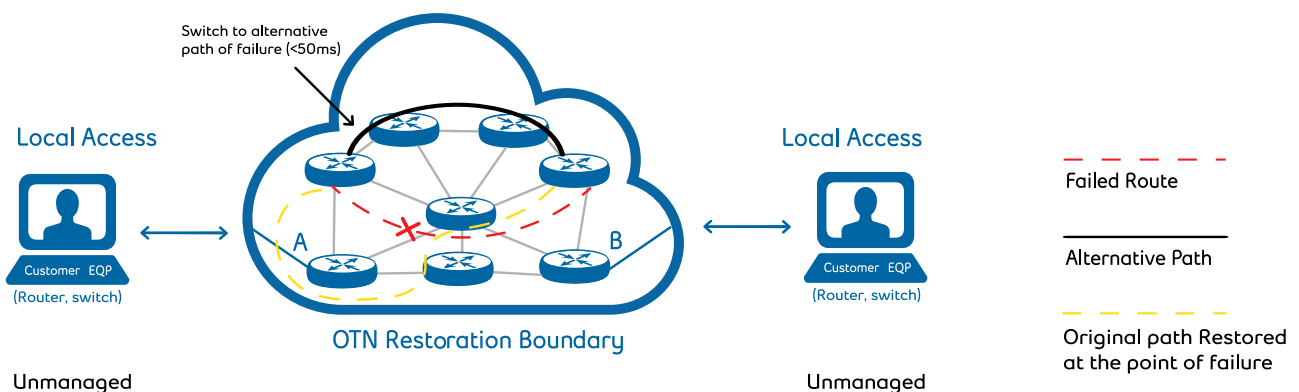 Switch to alternative
path of failure (<50ms)
Local Access
Customer EQP
(Router, switch)
Unmanaged
A
B
OTN Restoration Boundary
Local Access
Customer EQP
(Router, switch)
Unmanaged
Failed Route
Alternative Path
Original path Restored
at the point of failure